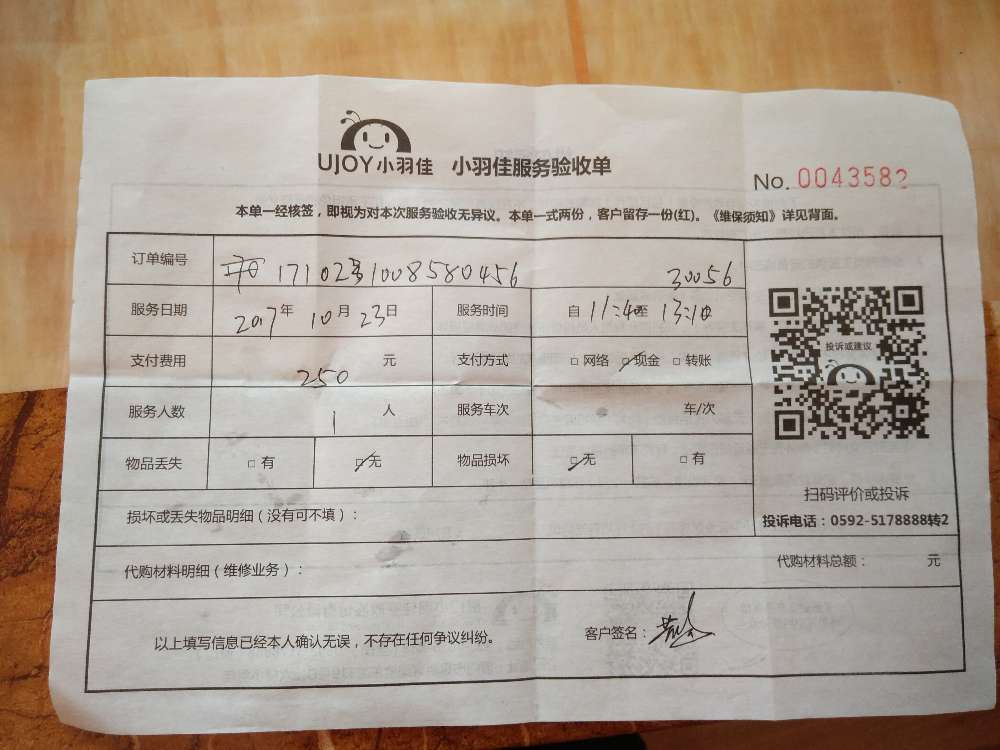 UJOY小羽佳 小羽佳服务验收单
No. 0043582
本单一经核签，即视为对本次服务验收无异议。本单一式两份，客户留存一份(红)。《维保须知》详见背面。
订单编号 1710231008580456 30056
服务日期 2017年10月23日 服务时间 自11:40至13:10
支付费用 250元 支付方式 □网络 □现金 □转账
服务人数 1人 服务车次 车/次
物品丢失 □有 □无 物品损坏 □无 □有
投诉或建议
扫码评价或投诉
投诉电话：0592-5178888转2
损坏或丢失物品明细（没有可不填）：
代购材料明细（维修业务）： 代购材料总额： 元
以上填写信息已经本人确认无误，不存在任何争议纠纷。 客户签名：